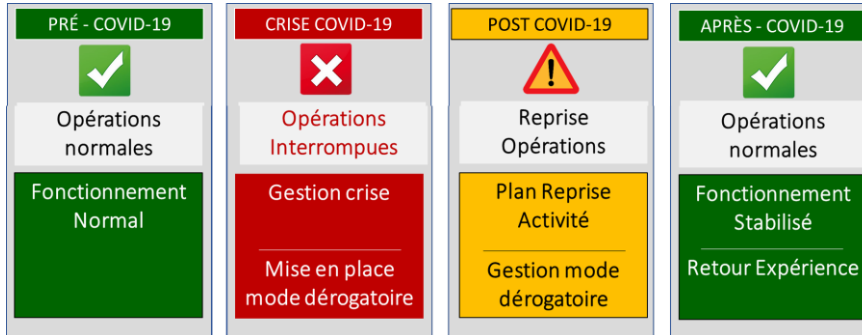 PRÉ - COVID-19
Opérations
normales
Fonctionnement
Normal
CRISE COVID-19
Opérations
Interrompues
Gestion crise
Mise en place
mode dérogatoire
POST COVID-19
Reprise
Opérations
Plan Reprise
Activité
Gestion mode
dérogatoire
APRÈS - COVID-19
Opérations
normales
Fonctionnement
Stabilisé
Retour Expérience